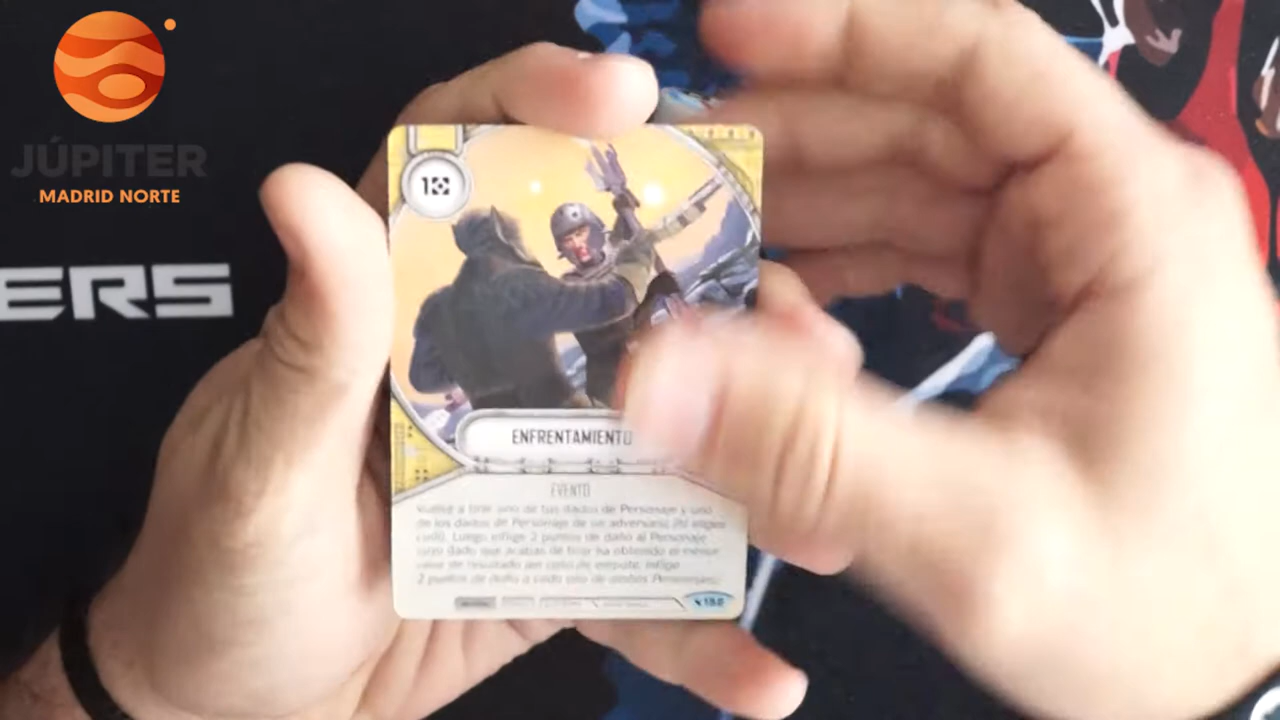 JÚPITER
MADRID NORTE
ERS
1
ENFRENTAMIENTO
EVENTO
Vuelve a tirar uno de tus dados de Personaje y uno
de los dados de Personaje de un adversario (tú eliges
cuál). Luego inflige 2 puntos de daño al Personaje
cuyo dado que acabas de tirar ha obtenido el menor
valor de resultado (en caso de empate, inflige
2 puntos de daño a cada uno de ambos Personajes).